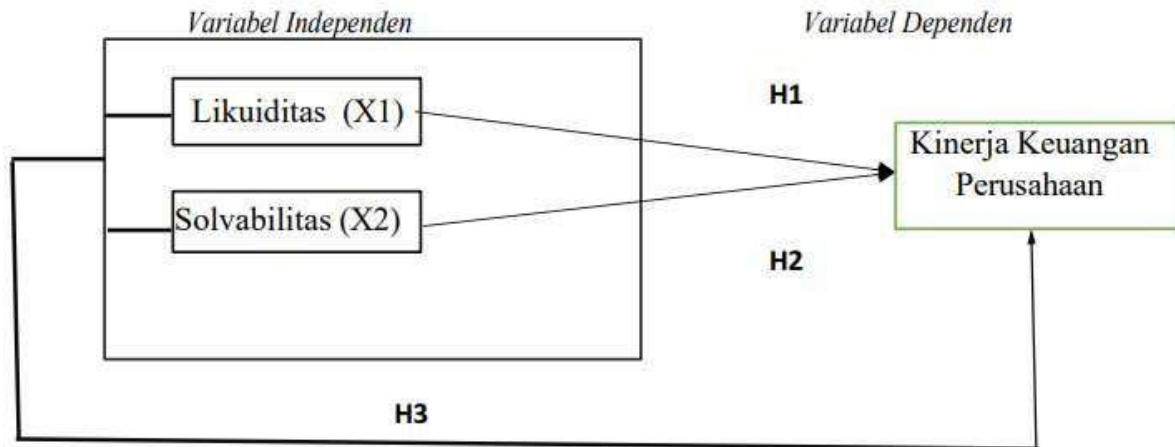 Variabel Independen
Variabel Dependen
Likuiditas (X1)
H1
Kinerja Keuangan
Perusahaan
Solvabilitas (X2)
H2
H3